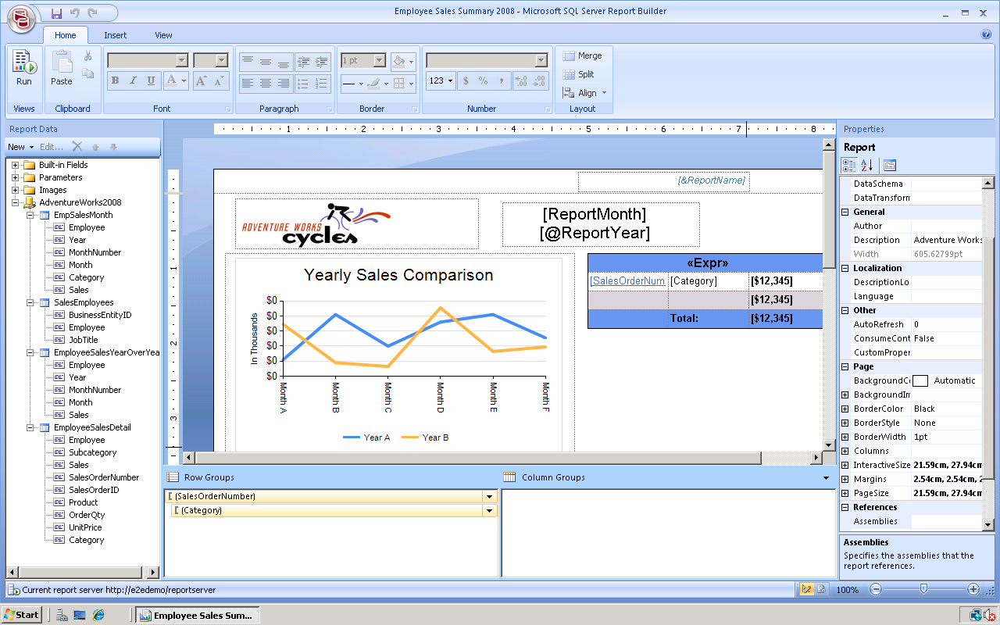 Employee Sales Summary 2008 - Microsoft SQL Server Report Builder
Home Insert View
Run
Paste
B I U A A A
1 pt
123 $ % ,
Merge
Split
Align
Views Clipboard Font Paragraph Border Number Layout
Report Data
New Edit...
Built-in Fields
Parameters
Images
AdventureWorks2008
EmpSalesMonth
Employee
Year
MonthNumber
Month
Category
Sales
SalesEmployees
BusinessEntityID
Employee
JobTitle
EmployeeSalesYearOverYea
Employee
Year
MonthNumber
Month
Sales
EmployeeSalesDetail
Employee
Subcategory
Sales
SalesOrderNumber
SalesOrderID
Product
OrderQty
UnitPrice
Category
1 2 3 4 5 6 7 8
1
2
3
[&ReportName]
ADVENTURE WORKS
cycles
[ReportMonth]
[@ReportYear]
Yearly Sales Comparison
In Thousands
$0
$0
$0
$0
$0
$0
Month A
Month B
Month C
Month D
Month E
Month F
Year A Year B
«Expr»
[SalesOrderNum [Category] [$12,345]
[$12,345]
Total: [$12,345]
Row Groups
(SalesOrderNumber)
(Category)
Column Groups
Properties
Report
DataSchema
DataTransform
General
Author
Description Adventure Works
Width 605.62799pt
Localization
DescriptionLo
Language
Other
AutoRefresh 0
ConsumeCont False
CustomProper
Page
BackgroundC Automatic
BackgroundIm
BorderColor Black
BorderStyle None
BorderWidth 1pt
Columns
InteractiveSize 21.59cm, 27.94cm
Margins 2.54cm, 2.54cm, 2
PageSize 21.59cm, 27.94cm
References
Assemblies
Assemblies
Specifies the assemblies that the
report references.
Current report server http://e2edemo/reportserver
100%
Start
Employee Sales Sum...